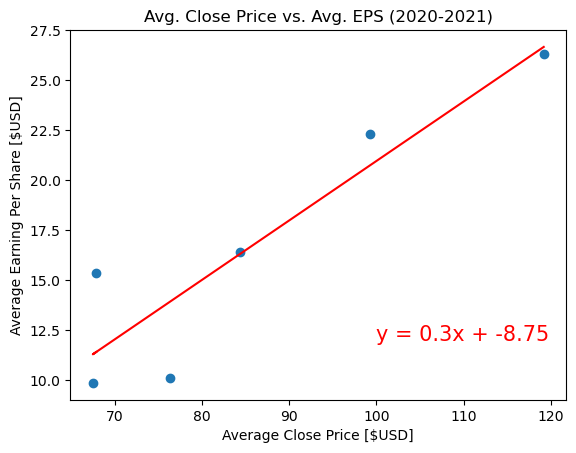 Avg. Close Price vs. Avg. EPS (2020-2021)
Average Earning Per Share [$USD]
27.5
25.0
22.5
20.0
17.5
15.0
12.5
10.0
y = 0.3x + -8.75
70 80 90 100 110 120
Average Close Price [$USD]